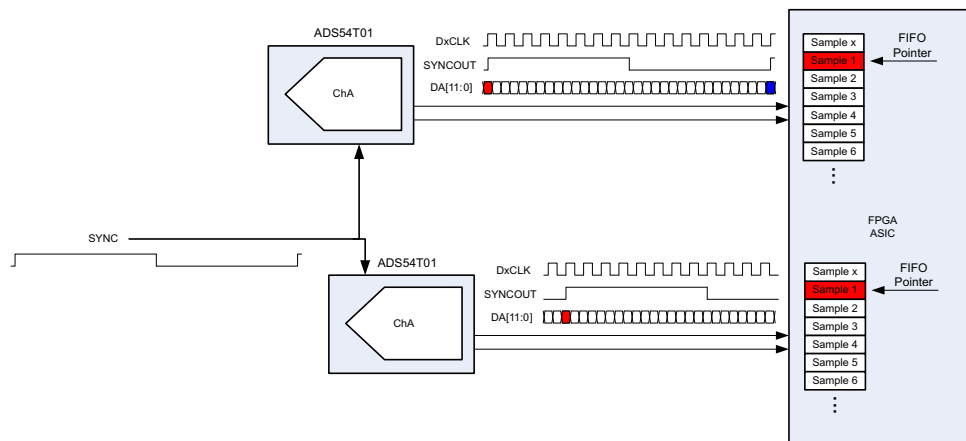 ADS54T01
ChA
DxCLK
SYNCOUT
DA[11:0]
Sample x
Sample 1
Sample 2
Sample 3
Sample 4
Sample 5
Sample 6
FIFO
Pointer
SYNC
FPGA
ASIC
ADS54T01
ChA
DxCLK
SYNCOUT
DA[11:0]
Sample x
Sample 1
Sample 2
Sample 3
Sample 4
Sample 5
Sample 6
FIFO
Pointer